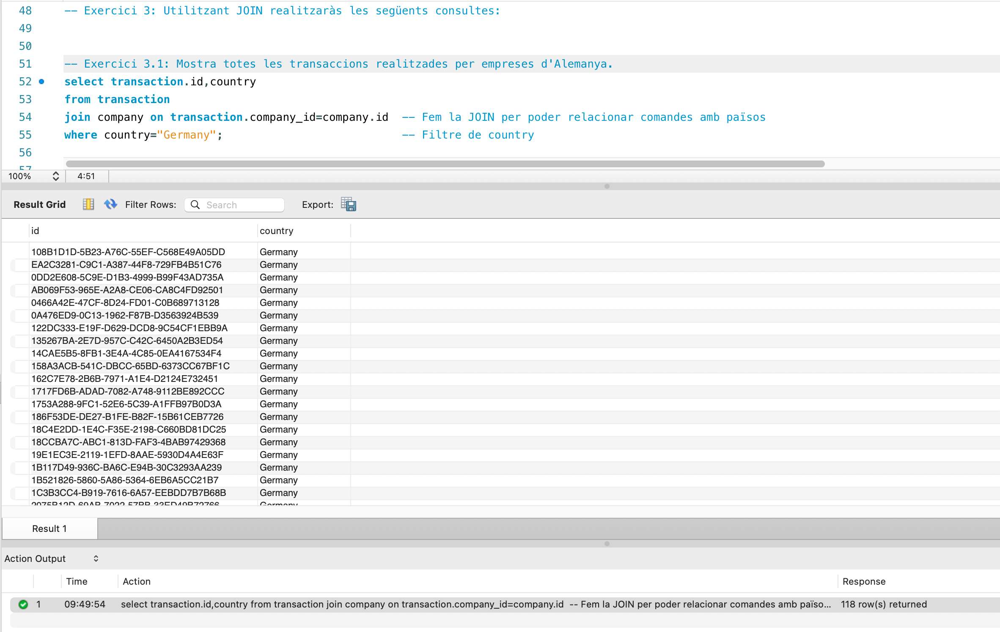 48 -- Exercici 3: Utilitzant JOIN realitzaràs les següents consultes:
49
50
51 -- Exercici 3.1: Mostra totes les transaccions realitzades per empreses d'Alemanya.
52 select transaction.id,country
53 from transaction
54 join company on transaction.company_id=company.id -- Fem la JOIN per poder relacionar comandes amb països
55 where country="Germany"; -- Filtre de country
56
57
100% 4:51
Result Grid Filter Rows: Search Export:
id country
108B1D1D-5B23-A76C-55EF-C568E49A05DD Germany
EA2C3281-C9C1-A387-44F8-729FB4B51C76 Germany
0DD2E608-5C9E-D1B3-4999-B99F43AD735A Germany
AB069F53-965E-A2A8-CE06-CA8C4FD92501 Germany
0466A42E-47CF-8D24-FD01-C0B689713128 Germany
0A476ED9-0C13-1962-F87B-D3563924B539 Germany
122DC333-E19F-D629-DCD8-9C54CF1EBB9A Germany
135267BA-2E7D-957C-C42C-6450A2B3ED54 Germany
14CAE5B5-8FB1-3E4A-4C85-0EA4167534F4 Germany
158A3ACB-541C-DBCC-65BD-6373CC67BF1C Germany
162C7E78-2B6B-7971-A1E4-D2124E732451 Germany
1717FD6B-ADAD-7082-A748-9112BE892CCC Germany
1753A288-9FC1-52E6-5C39-A1FFB97B0D3A Germany
186F53DE-DE27-B1FE-B82F-15B61CEB7726 Germany
18C4E2DD-1E4C-F35E-2198-C660BD81DC25 Germany
18CCBA7C-ABC1-813D-FAF3-4BAB97429368 Germany
19E1EC3E-2119-1EFD-8AAE-5930D4A4E63F Germany
1B117D49-936C-BA6C-E94B-30C3293AA239 Germany
1B521826-5860-5A86-5364-6EB6A5CC21B7 Germany
1C3B3CC4-B919-7616-6A57-EEBDD7B7B68B Germany
Germany
Result 1
Action Output
Time Action Response
1 09:49:54 select transaction.id,country from transaction join company on transaction.company_id=company.id -- Fem la JOIN per poder relacionar comandes amb païso... 118 row(s) returned